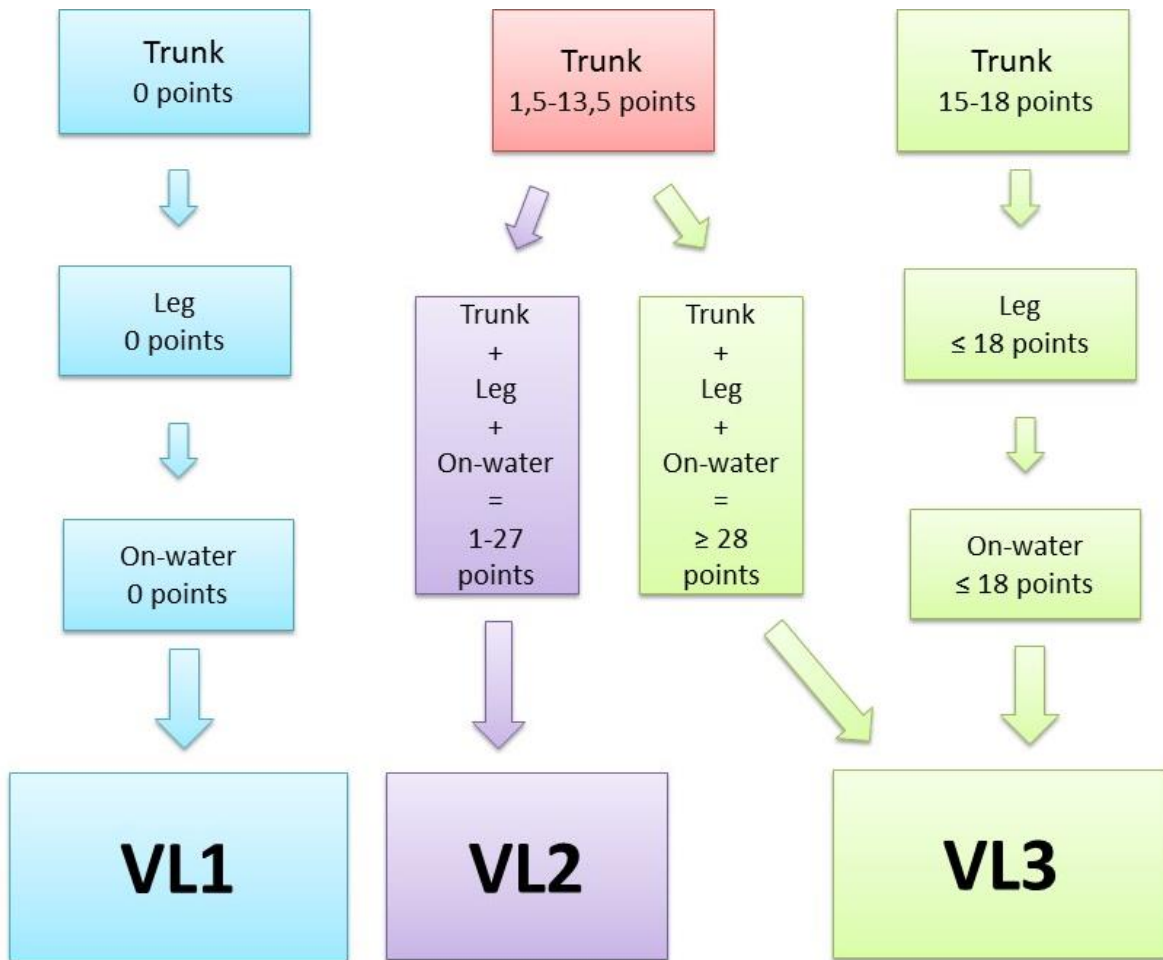 Trunk
0 points
Leg
0 points
On-water
0 points
VL1
Trunk
1,5-13,5 points
Trunk
+
Leg
+
On-water
=
1-27
points
VL2
Trunk
+
Leg
+
On-water
=
≥ 28
points
Trunk
15-18 points
Leg
≤ 18 points
On-water
≤ 18 points
VL3